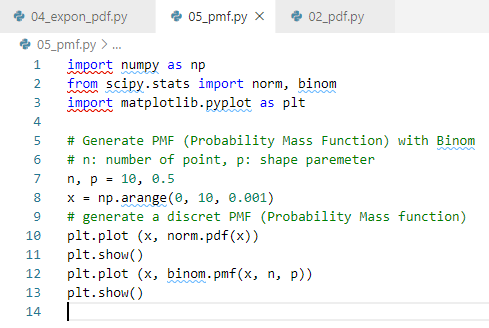 04_expon_pdf.py 05_pmf.py × 02_pdf.py
05_pmf.py > ...
1 import numpy as np
2 from scipy.stats import norm, binom
3 import matplotlib.pyplot as plt
4
5 # Generate PMF (Probability Mass Function) with Binom
6 # n: number of point, p: shape paremeter
7 n, p = 10, 0.5
8 x = np.arange(0, 10, 0.001)
9 # generate a discret PMF (Probability Mass function)
10 plt.plot (x, norm.pdf(x))
11 plt.show()
12 plt.plot (x, binom.pmf(x, n, p))
13 plt.show()
14